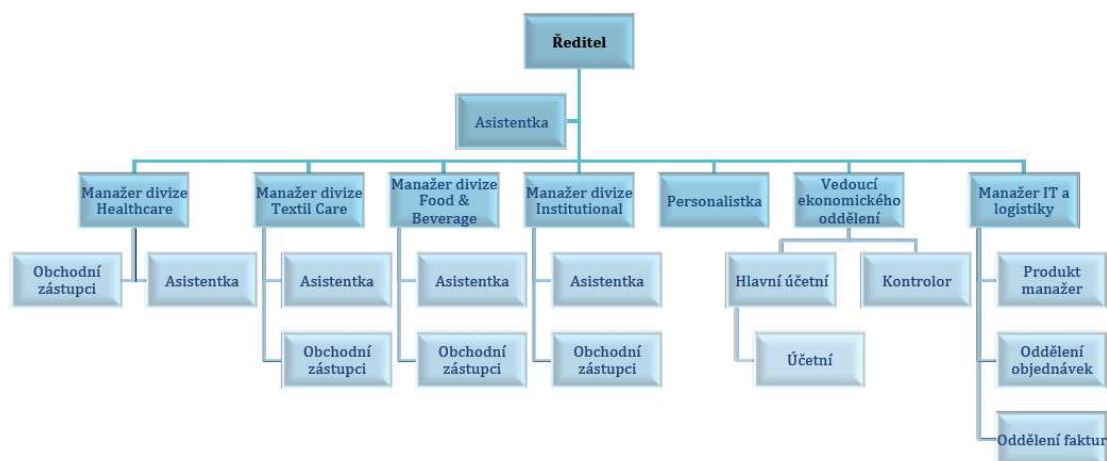 Ředitel
Asistentka
Manažer divize
Healthcare
Manažer divize
Textil Care
Manažer divize
Food &
Beverage
Manažer divize
Institutional
Personalistka
Vedoucí
ekonomického
oddělení
Manažer IT a
logistiky
Obchodní
zástupci
Asistentka
Asistentka
Asistentka
Asistentka
Hlavní účetní
Kontrolor
Produkt
manažer
Obchodní
zástupci
Obchodní
zástupci
Obchodní
zástupci
Účetní
Oddělení
objednávek
Oddělení faktur